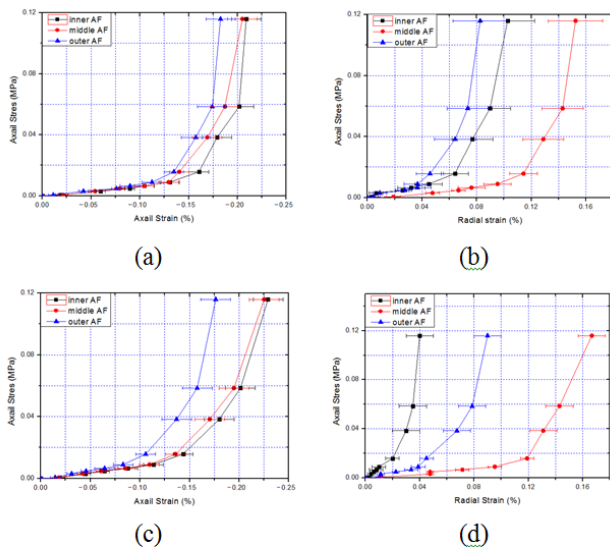 inner AF
middle AF
outer AF
0.12
0.08
0.04
0.00
Axail Stres (MPa)
0.00 −0.05 −0.10 −0.15 −0.20 −0.25
Axail Strain (%)
(a)
inner AF
middle AF
outer AF
0.12
0.08
0.04
0.00
Axail Stres (MPa)
0.00 0.04 0.08 0.12 0.16
Radial strain (%)
(b)
inner AF
middle AF
outer AF
0.12
0.08
0.04
0.00
Axail Stres (MPa)
0.00 −0.05 −0.10 −0.15 −0.20 −0.25
Axail Strain (%)
(c)
inner AF
middle AF
outer AF
0.12
0.08
0.04
0.00
Axail Stres (MPa)
0.00 0.04 0.08 0.12 0.16
Radial Strain (%)
(d)